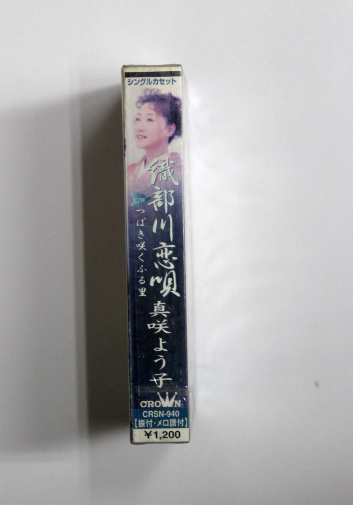 シングルカセット
織部川恋唄
C/W つばき咲くふる里
真咲よう子
CROWN
CRSN-940
【振付・メロ譜付】
¥1,200